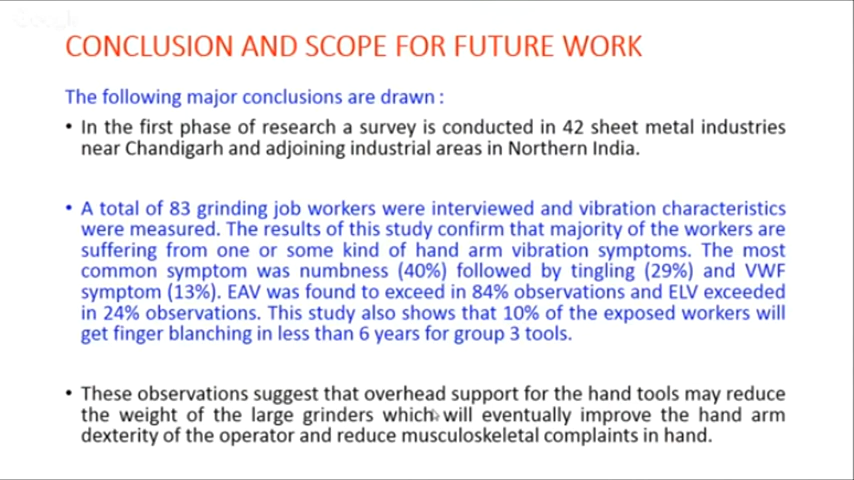 CONCLUSION AND SCOPE FOR FUTURE WORK
The following major conclusions are drawn :
• In the first phase of research a survey is conducted in 42 sheet metal industries
near Chandigarh and adjoining industrial areas in Northern India.
• A total of 83 grinding job workers were interviewed and vibration characteristics
were measured. The results of this study confirm that majority of the workers are
suffering from one or some kind of hand arm vibration symptoms. The most
common symptom was numbness (40%) followed by tingling (29%) and VWF
symptom (13%). EAV was found to exceed in 84% observations and ELV exceeded
in 24% observations. This study also shows that 10% of the exposed workers will
get finger blanching in less than 6 years for group 3 tools.
• These observations suggest that overhead support for the hand tools may reduce
the weight of the large grinders which will eventually improve the hand arm
dexterity of the operator and reduce musculoskeletal complaints in hand.